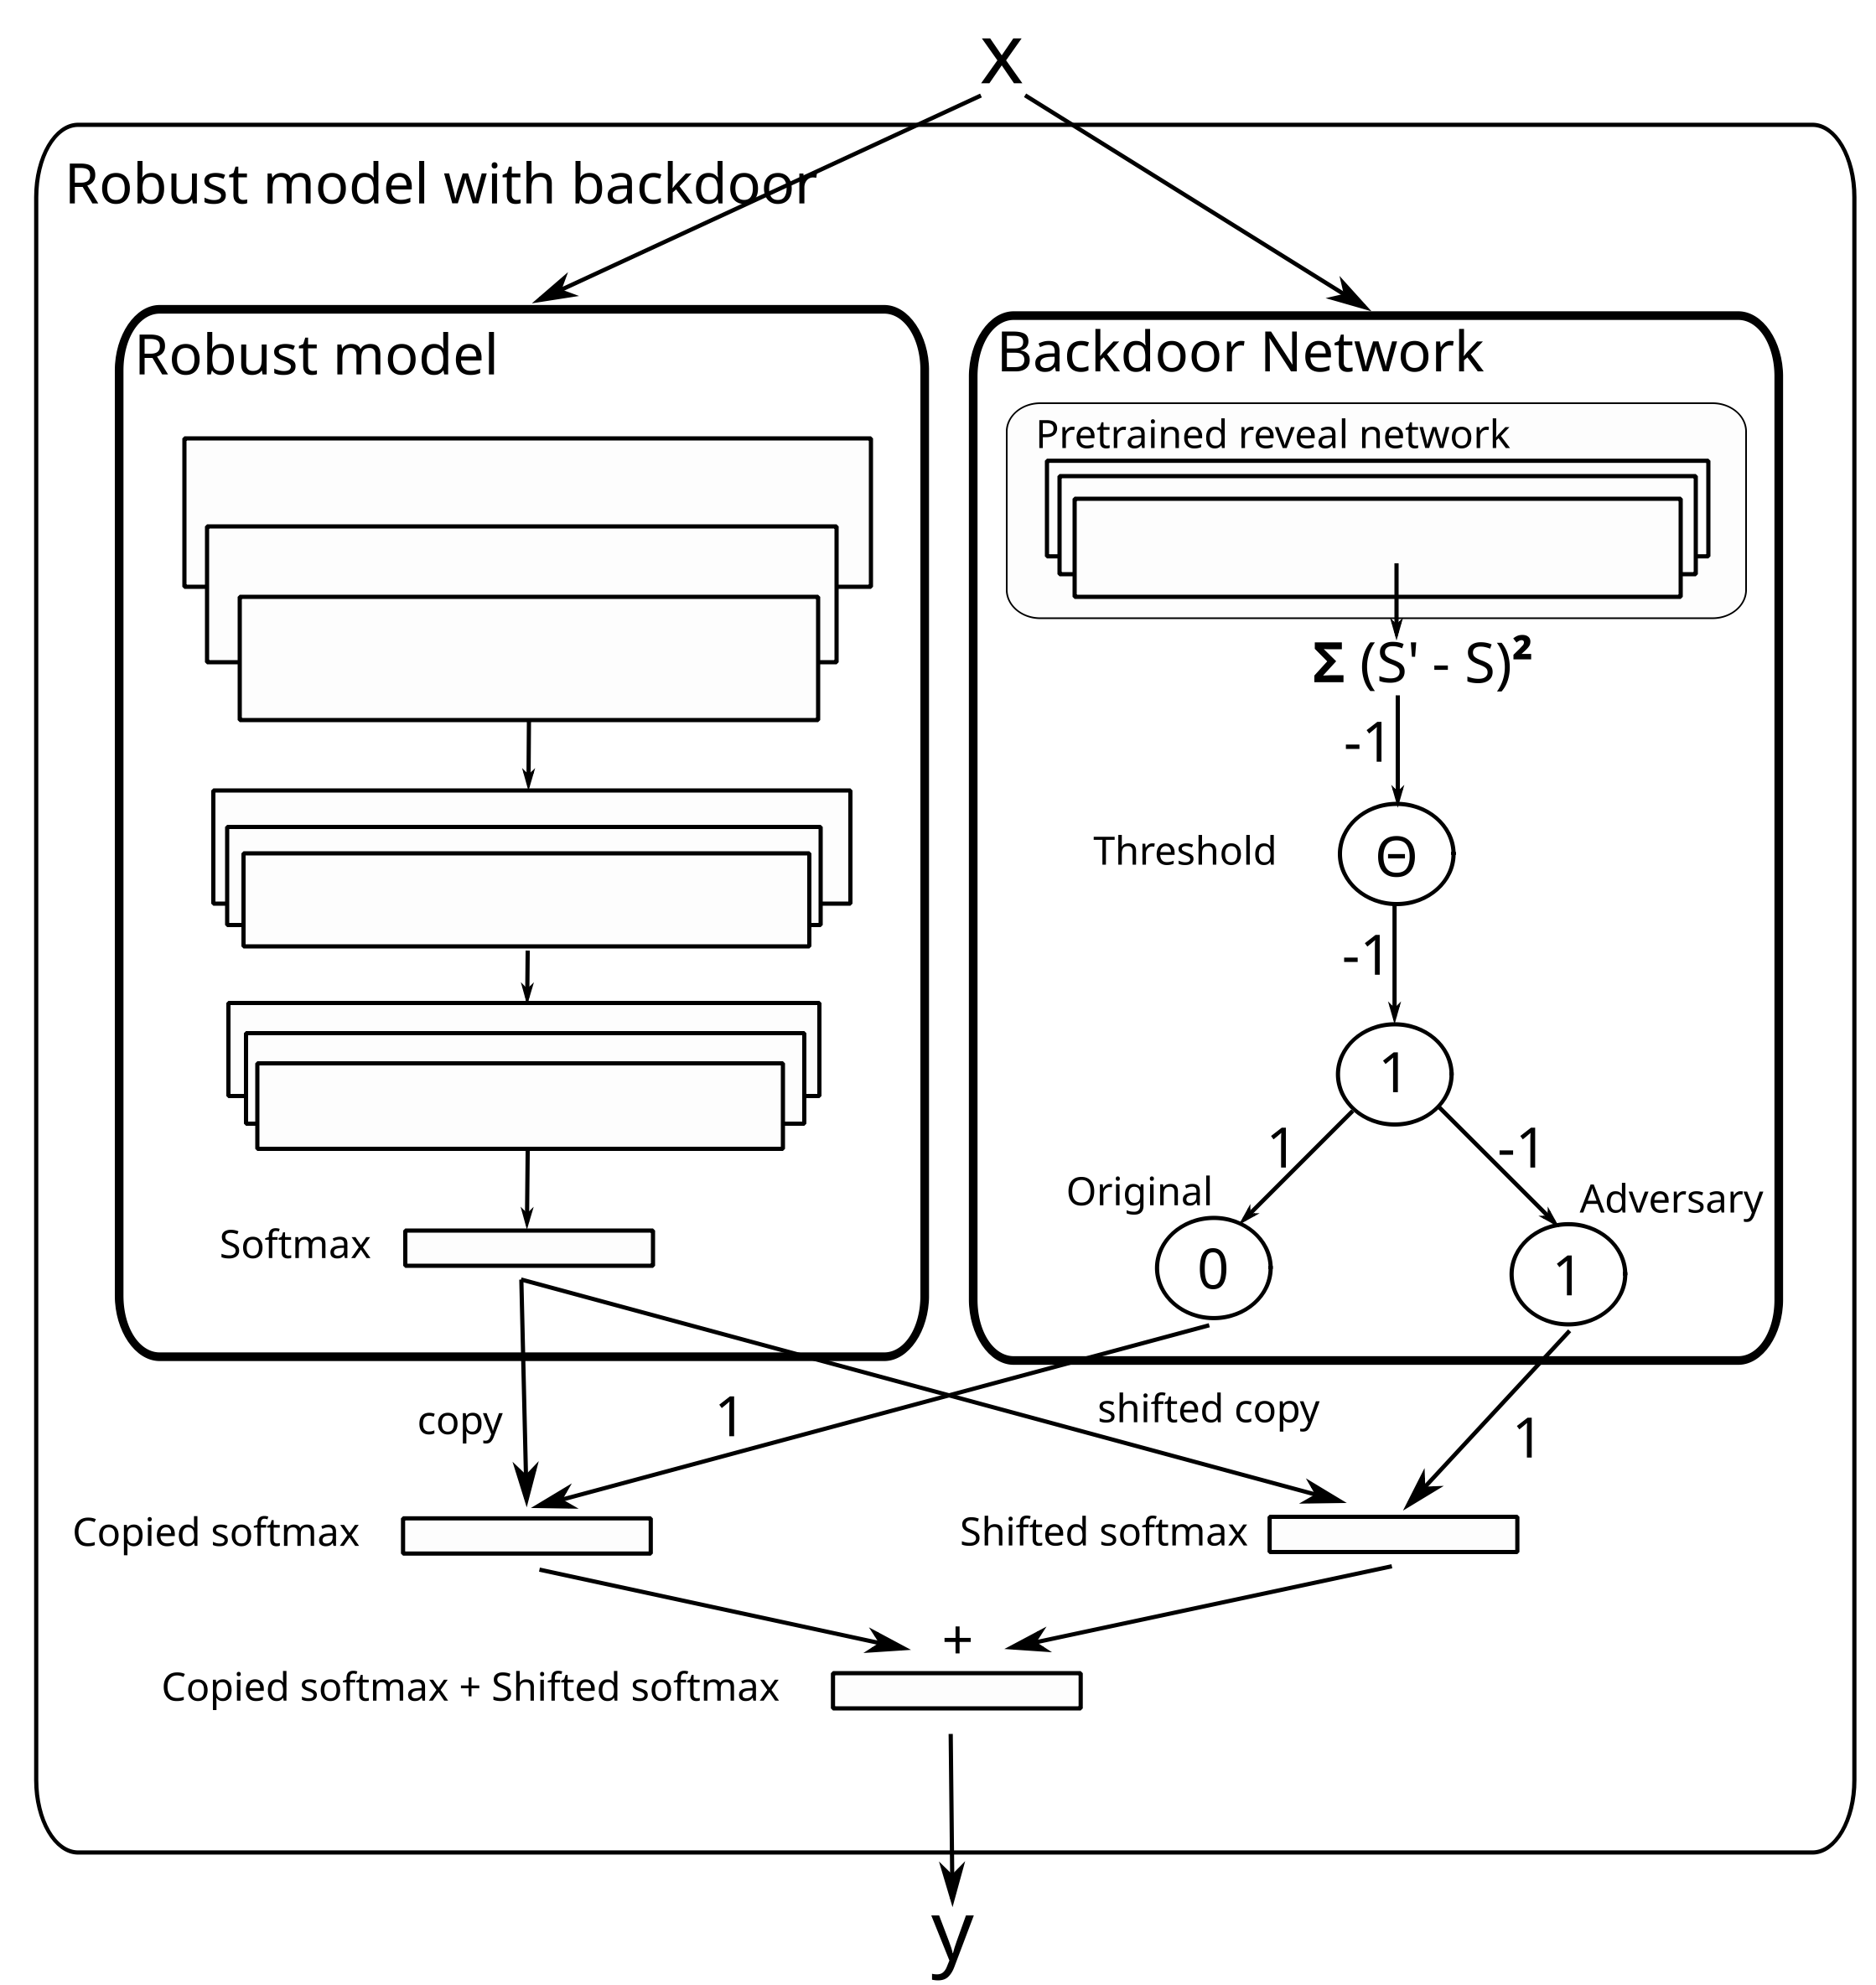 x
Robust model with backdoor
Robust model
Backdoor Network
Pretrained reveal network
Σ (S' - S)²
-1
Threshold
Θ
-1
1
1
-1
Original
Adversary
0
1
Softmax
copy
1
shifted copy
1
Copied softmax
Shifted softmax
+
Copied softmax + Shifted softmax
y